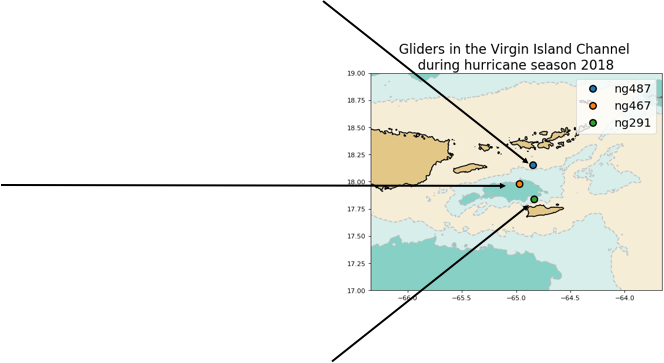 Gliders in the Virgin Island Channel
during hurricane season 2018
19.00
18.75
18.50
18.25
18.00
17.75
17.50
17.25
17.00
ng487
ng467
ng291
−66.0
−65.5
−65.0
−64.5
−64.0